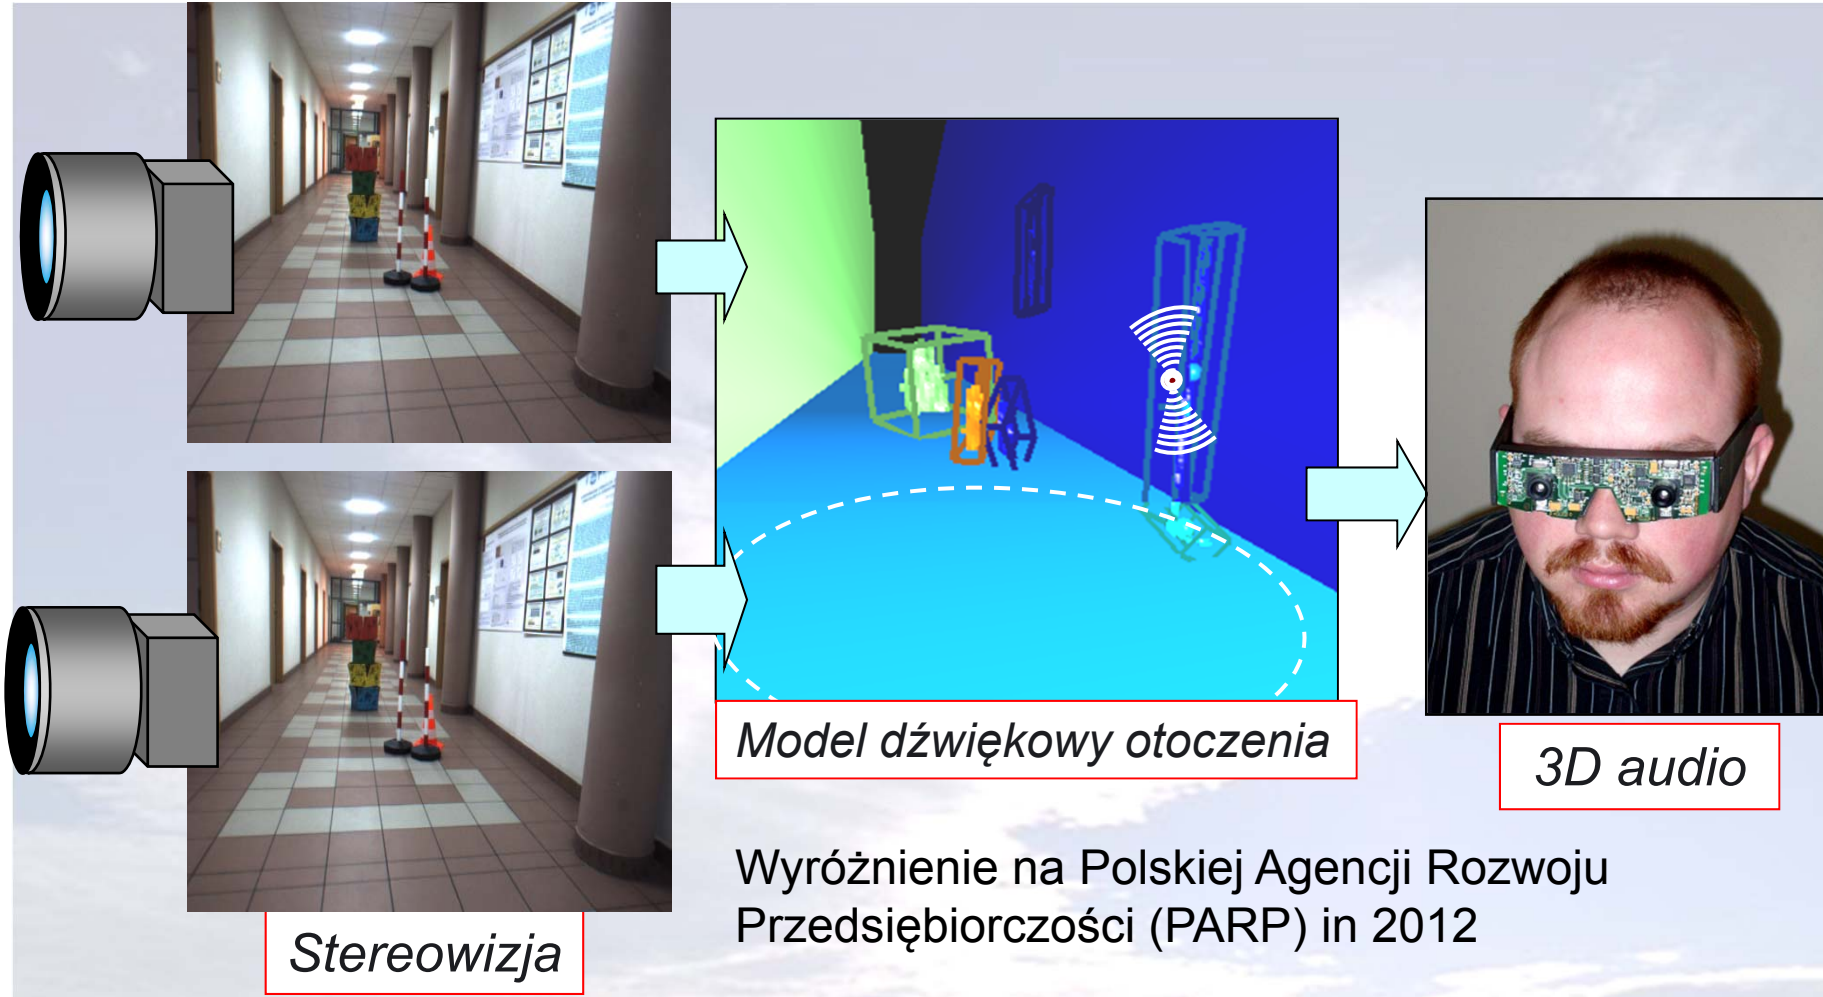 Model dźwiękowy otoczenia
3D audio
Wyróżnienie na Polskiej Agencji Rozwoju
Przedsiębiorczości (PARP) in 2012
Stereowizja